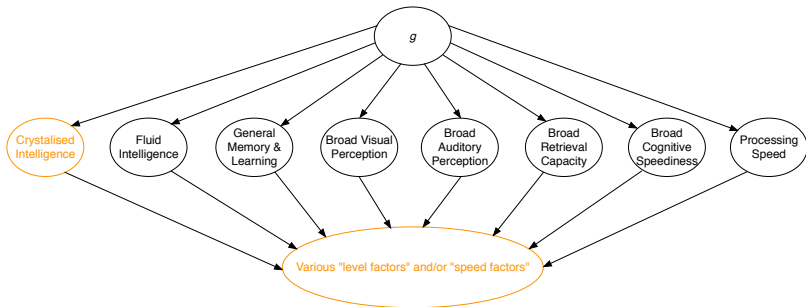 g
Crystalised
Intelligence
Fluid
Intelligence
General
Memory &
Learning
Broad Visual
Perception
Broad
Auditory
Perception
Broad
Retrieval
Capacity
Broad
Cognitive
Speediness
Processing
Speed
Various "level factors" and/or "speed factors"